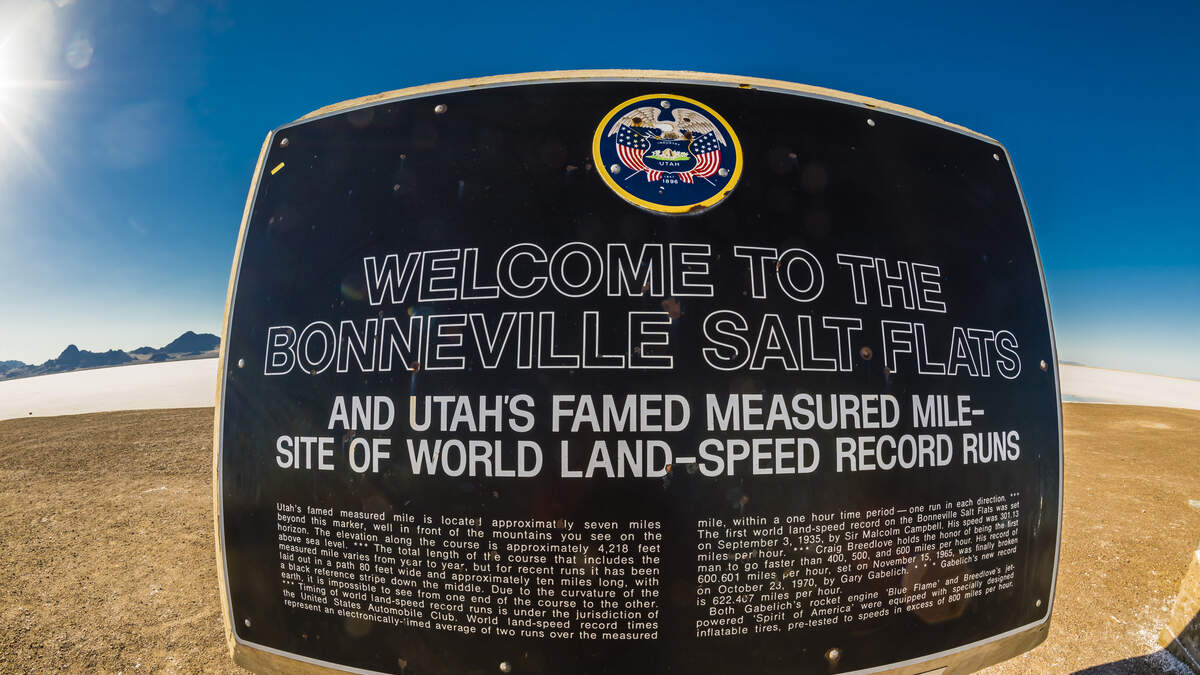 INDUSTRY
UTAH
1847
1896
WELCOME TO THE
BONNEVILLE SALT FLATS
AND UTAH'S FAMED MEASURED MILE–
SITE OF WORLD LAND–SPEED RECORD RUNS
Utah's famed measured mile is located approximately seven miles
beyond this marker, well in front of the mountains you see on the
horizon. The elevation along the course is approximately 4,218 feet
above sea level. *** The total length of the course that includes the
measured mile varies from year to year, but for recent runs it has been
laid out in a path 80 feet wide and approximately ten miles long, with
a black reference stripe down the middle. Due to the curvature of the
earth, it is impossible to see from one end of the course to the other.
*** Timing of world land-speed record runs is under the jurisdiction of
the United States Automobile Club. World land-speed record times
represent an electronically-timed average of two runs over the measured
mile, within a one hour time period — one run in each direction. ***
The first world land-speed record on the Bonneville Salt Flats was set
on September 3, 1935, by Sir Malcolm Campbell. His speed was 301.13
miles per hour. *** Craig Breedlove holds the honor of being the first
man to go faster than 400, 500, and 600 miles per hour. His record of
600.601 miles per hour, set on November 15, 1965, was finally broken
on October 23, 1970, by Gary Gabelich. *** Gabelich's new record
is 622.407 miles per hour.
Both Gabelich's rocket engine 'Blue Flame' and Breedlove's jet-
powered 'Spirit of America' were equipped with specially designed
inflatable tires, pre-tested to speeds in excess of 800 miles per hour.